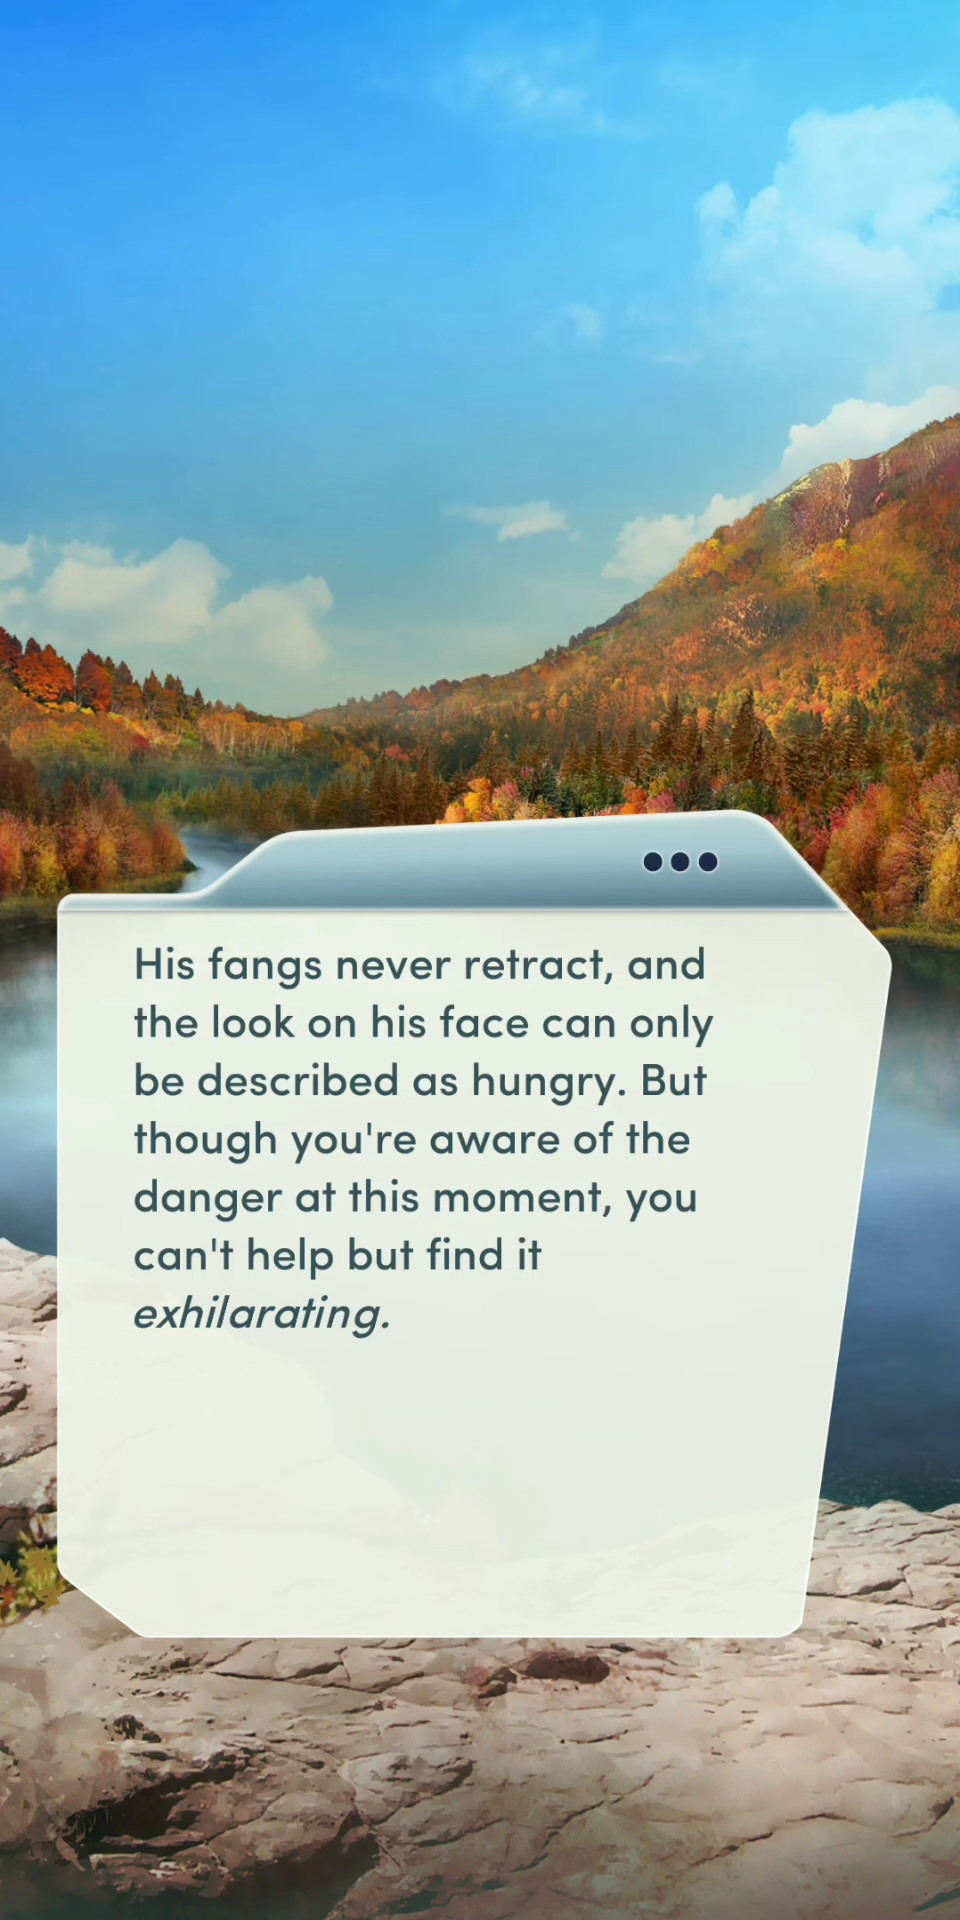 His fangs never retract, and
the look on his face can only
be described as hungry. But
though you're aware of the
danger at this moment, you
can't help but find it
exhilarating.